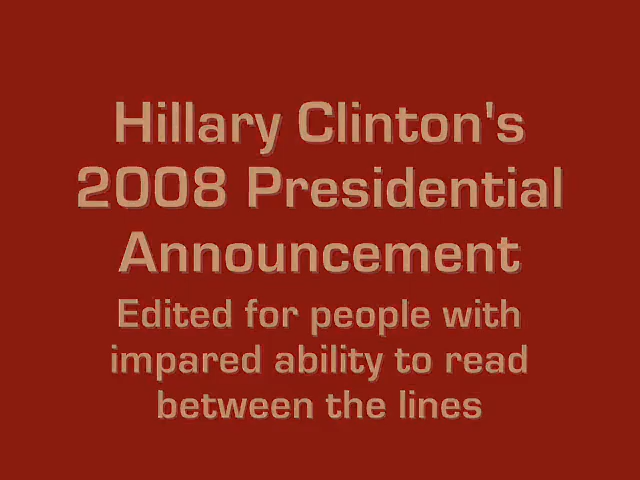 Hillary Clinton's
2008 Presidential
Announcement
Edited for people with
impared ability to read
between the lines